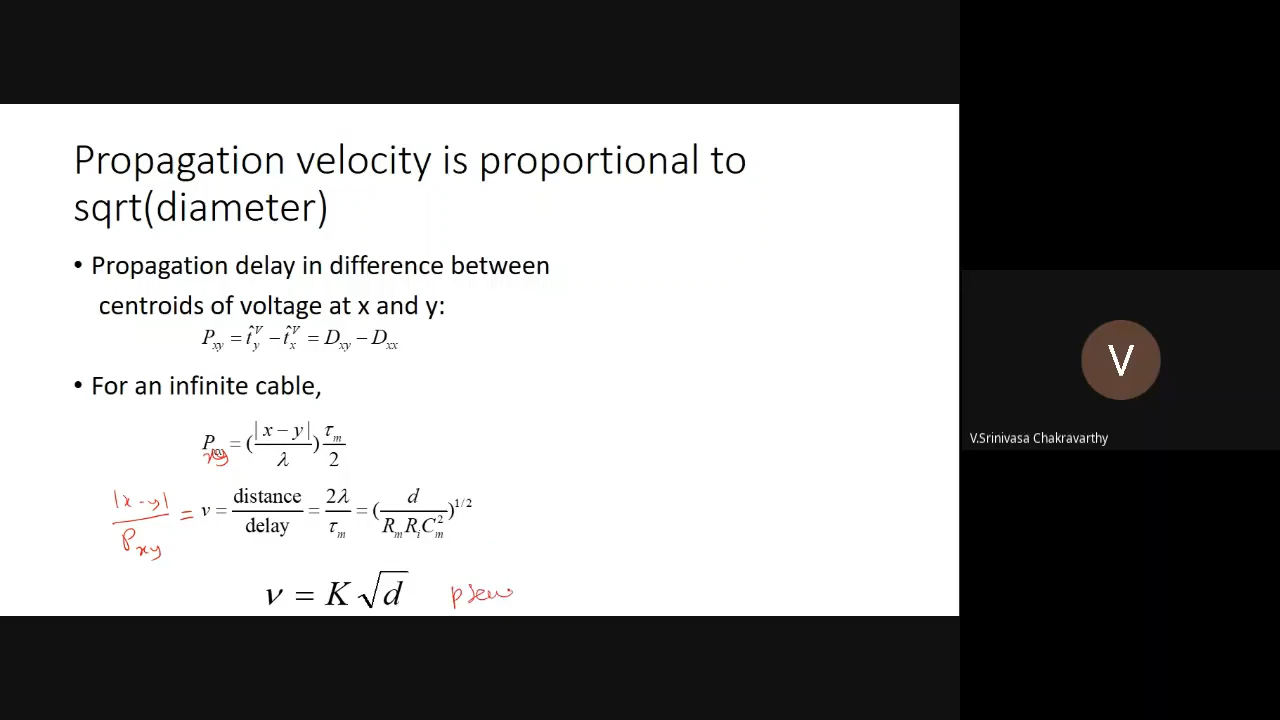 Propagation velocity is proportional to
sqrt(diameter)
• Propagation delay in difference between
centroids of voltage at x and y:
P_xy = t̂_y^V − t̂_x^V = D_xy − D_xx
• For an infinite cable,
P_xy = (|x − y| / λ) τ_m / 2
|x-y| / P_xy = v = distance / delay = 2λ / τ_m = (d / R_m R_i C_m^2)^1/2
v = K √d
V
V.Srinivasa Chakravarthy